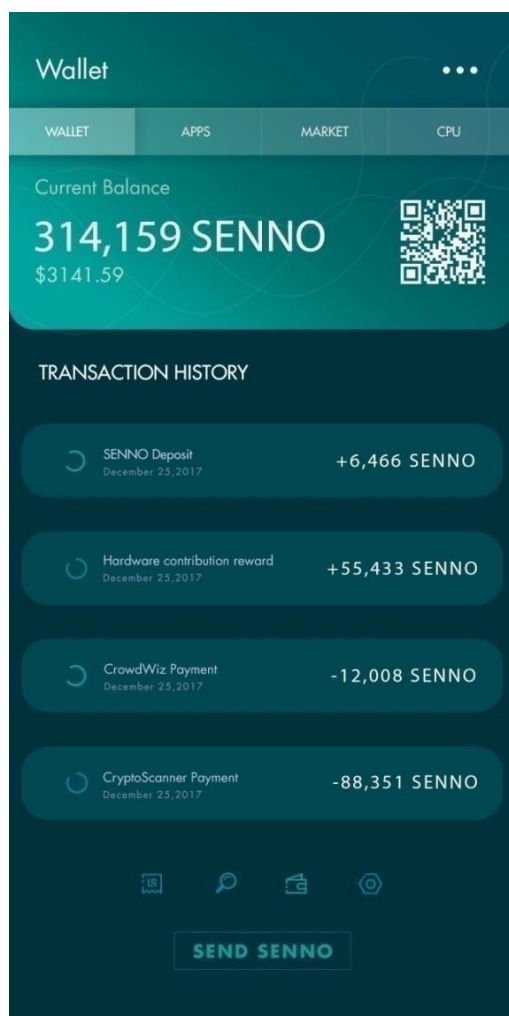 Wallet
WALLET APPS MARKET CPU
Current Balance
314,159 SENNO
$3141.59
TRANSACTION HISTORY
SENNO Deposit +6,466 SENNO
December 25,2017
Hardware contribution reward +55,433 SENNO
December 25,2017
CrowdWiz Payment -12,008 SENNO
December 25,2017
CryptoScanner Payment -88,351 SENNO
December 25,2017
SEND SENNO